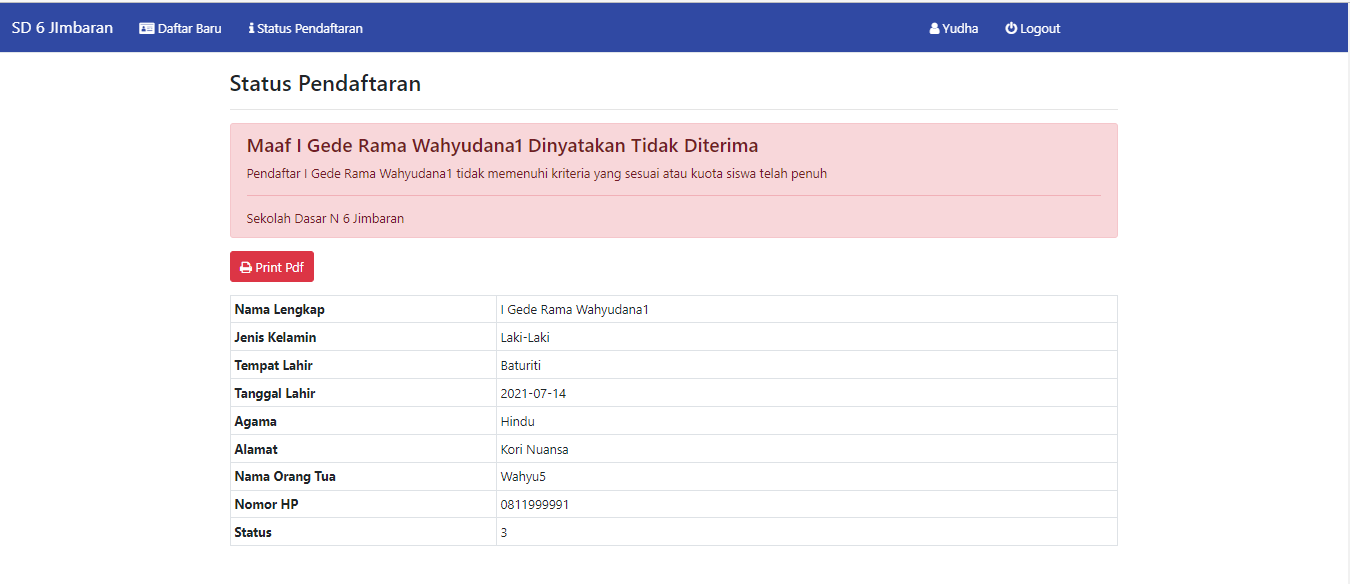 SD 6 JImbaran Daftar Baru Status Pendaftaran Yudha Logout
Status Pendaftaran
Maaf I Gede Rama Wahyudana1 Dinyatakan Tidak Diterima
Pendaftar I Gede Rama Wahyudana1 tidak memenuhi kriteria yang sesuai atau kuota siswa telah penuh
Sekolah Dasar N 6 Jimbaran
Print Pdf
Nama Lengkap I Gede Rama Wahyudana1
Jenis Kelamin Laki-Laki
Tempat Lahir Baturiti
Tanggal Lahir 2021-07-14
Agama Hindu
Alamat Kori Nuansa
Nama Orang Tua Wahyu5
Nomor HP 0811999991
Status 3